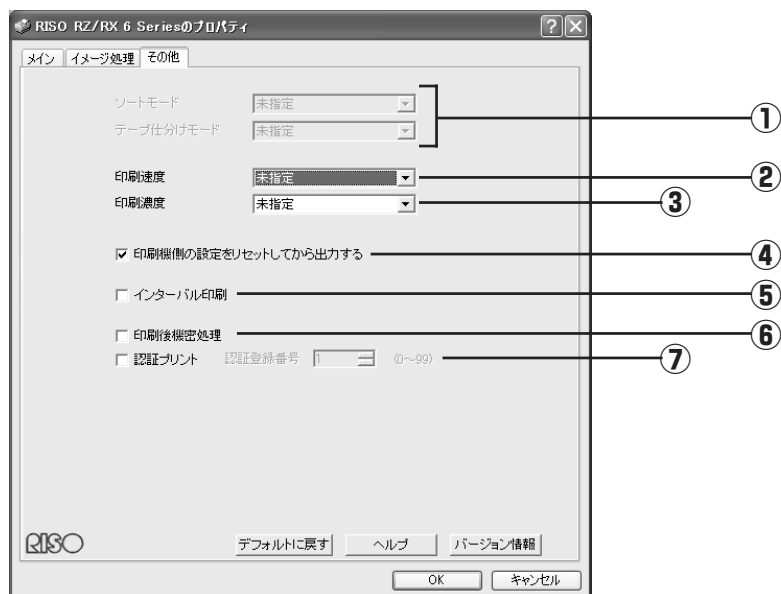 RISO RZ/RX 6 Seriesのプロパティ
メイン イメージ処理 その他
ソートモード 未指定 ①
テープ仕分けモード 未指定
印刷速度 未指定 ②
印刷濃度 未指定 ③
印刷機側の設定をリセットしてから出力する ④
インターバル印刷 ⑤
印刷後機密処理 ⑥
認証プリント 認証登録番号 1 (0～99) ⑦
RISO デフォルトに戻す ヘルプ バージョン情報
OK キャンセル